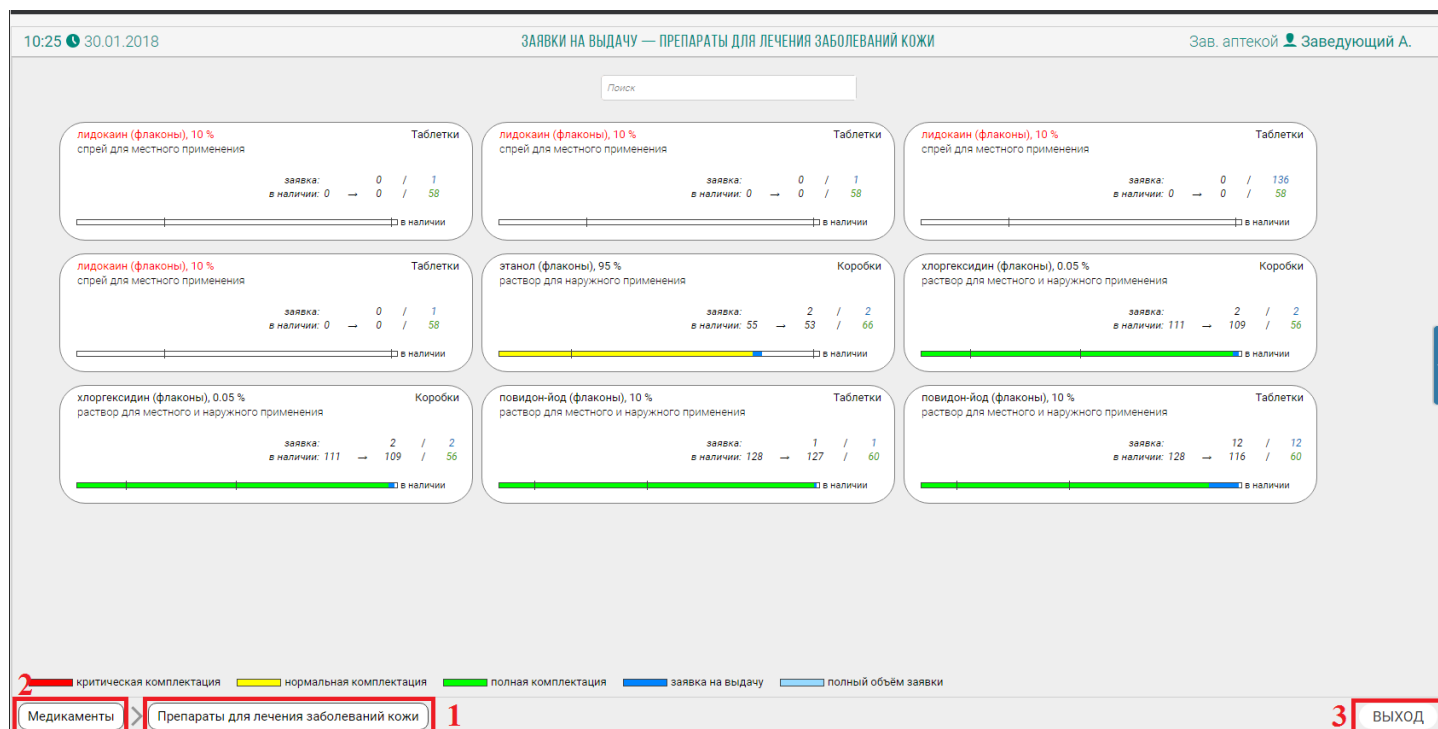 10:25 30.01.2018 ЗАЯВКИ НА ВЫДАЧУ — ПРЕПАРАТЫ ДЛЯ ЛЕЧЕНИЯ ЗАБОЛЕВАНИЙ КОЖИ Зав. аптекой Заведующий А.
Поиск
лидокаин (флаконы), 10 % Таблетки
спрей для местного применения
заявка: 0 / 1
в наличии: 0 → 0 / 58
в наличии
лидокаин (флаконы), 10 % Таблетки
спрей для местного применения
заявка: 0 / 1
в наличии: 0 → 0 / 58
в наличии
лидокаин (флаконы), 10 % Таблетки
спрей для местного применения
заявка: 0 / 136
в наличии: 0 → 0 / 58
в наличии
лидокаин (флаконы), 10 % Таблетки
спрей для местного применения
заявка: 0 / 1
в наличии: 0 → 0 / 58
в наличии
этанол (флаконы), 95 % Коробки
раствор для наружного применения
заявка: 2 / 2
в наличии: 55 → 53 / 66
в наличии
хлоргексидин (флаконы), 0.05 % Коробки
раствор для местного и наружного применения
заявка: 2 / 2
в наличии: 111 → 109 / 56
в наличии
хлоргексидин (флаконы), 0.05 % Коробки
раствор для местного и наружного применения
заявка: 2 / 2
в наличии: 111 → 109 / 56
в наличии
повидон-йод (флаконы), 10 % Таблетки
раствор для местного и наружного применения
заявка: 1 / 1
в наличии: 128 → 127 / 60
в наличии
повидон-йод (флаконы), 10 % Таблетки
раствор для местного и наружного применения
заявка: 12 / 12
в наличии: 128 → 116 / 60
в наличии
2 критическая комплектация нормальная комплектация полная комплектация заявка на выдачу полный объём заявки
Медикаменты Препараты для лечения заболеваний кожи 1 3 ВЫХОД